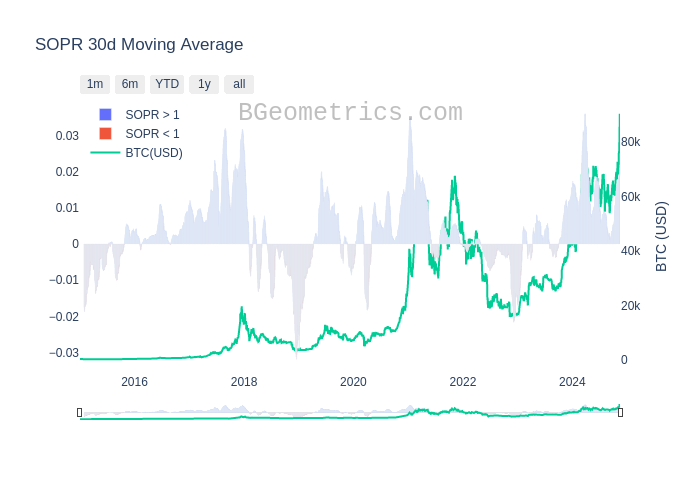 SOPR 30d Moving Average
1m 6m YTD 1y all
BGeometrics.com
SOPR > 1
SOPR < 1
BTC(USD)
0.03
0.02
0.01
0
−0.01
−0.02
−0.03
80k
60k
40k
20k
0
BTC (USD)
2016 2018 2020 2022 2024